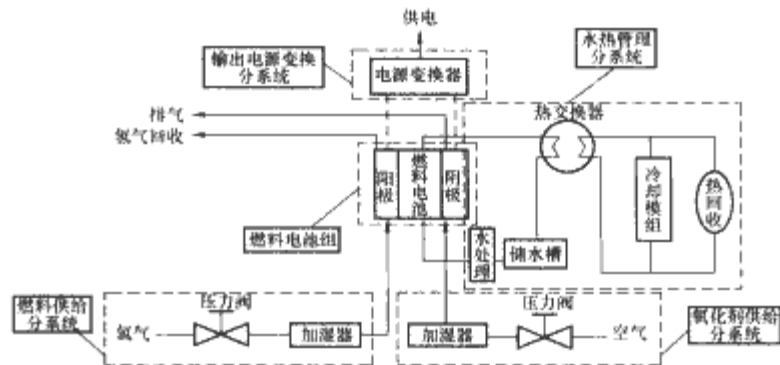 供电
输出电源变换
分系统
电源变换器
水热管理
分系统
排气
氢气回收
热交换器
阳极
燃料电池
阴极
冷却模组
热回收
燃料电池组
水处理
储水槽
燃料供给
分系统
压力阀
氢气
加湿器
加湿器
压力阀
空气
氧化剂供给
分系统